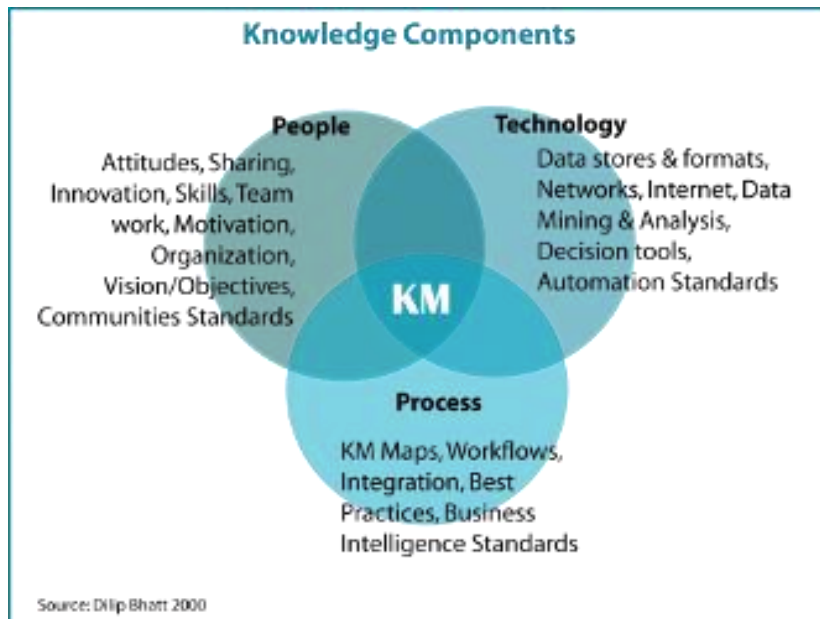 Knowledge Components
People
Attitudes, Sharing,
Innovation, Skills, Team
work, Motivation,
Organization,
Vision/Objectives,
Communities Standards
Technology
Data stores & formats,
Networks, Internet, Data
Mining & Analysis,
Decision tools,
Automation Standards
KM
Process
KM Maps, Workflows,
Integration, Best
Practices, Business
Intelligence Standards
Source: Dilip Bhatt 2000